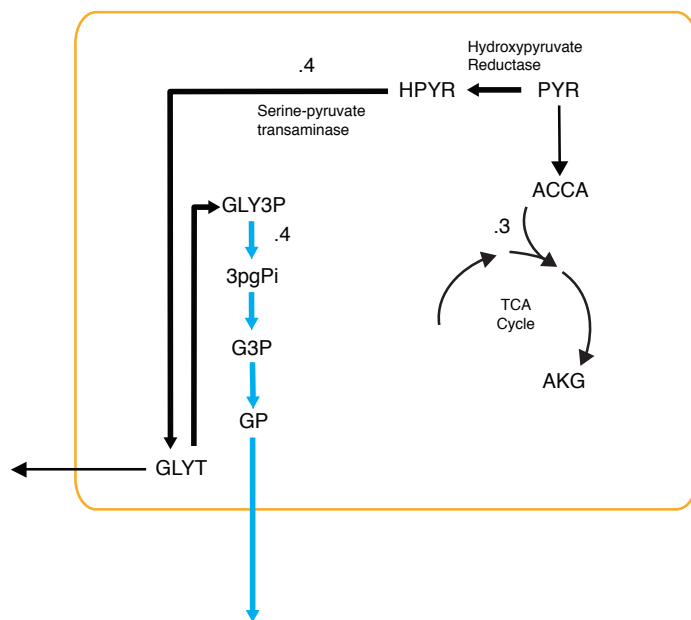 Hydroxypyruvate
Reductase
.4
HPYR
PYR
Serine-pyruvate
transaminase
ACCA
GLY3P
.4
.3
3pgPi
TCA
Cycle
G3P
AKG
GP
GLYT